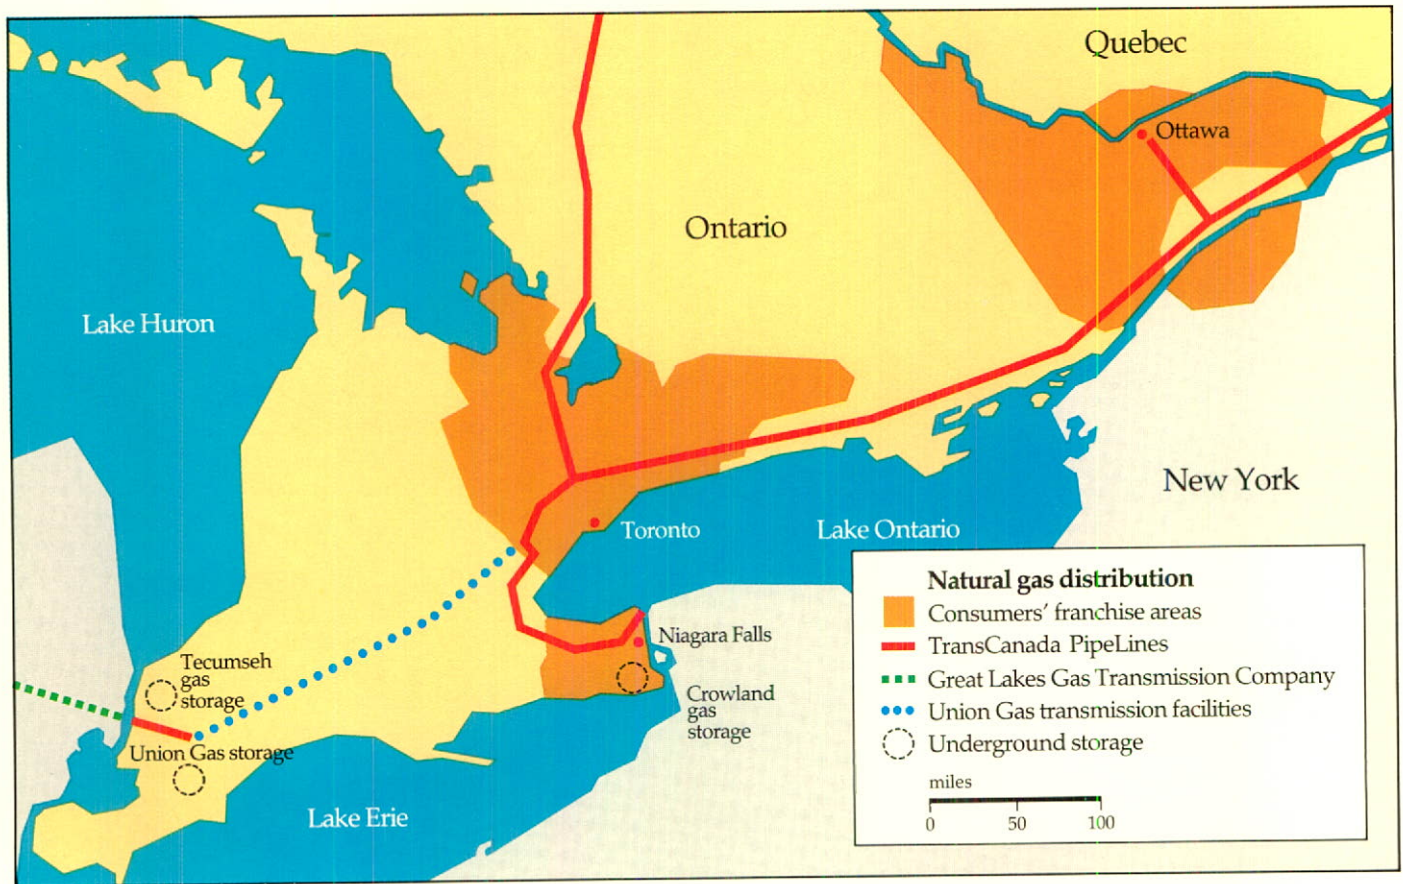 Quebec
Ottawa
Ontario
Lake Huron
New York
Toronto
Lake Ontario
Niagara Falls
Tecumseh
gas
storage
Crowland
gas
storage
Union Gas storage
Lake Erie
Natural gas distribution
Consumers' franchise areas
TransCanada PipeLines
Great Lakes Gas Transmission Company
Union Gas transmission facilities
Underground storage
miles
0 50 100